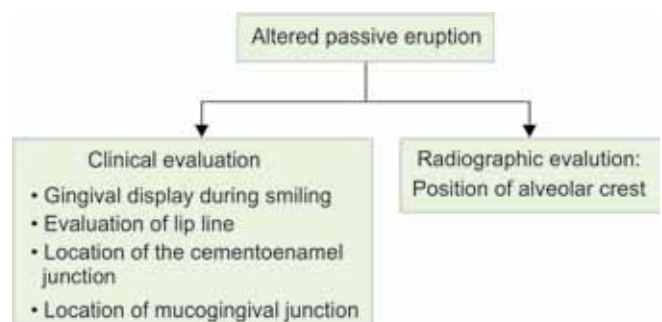 Altered passive eruption
Clinical evaluation
• Gingival display during smiling
• Evaluation of lip line
• Location of the cementoenamel
junction
• Location of mucogingival junction
Radiographic evalution:
Position of alveolar crest